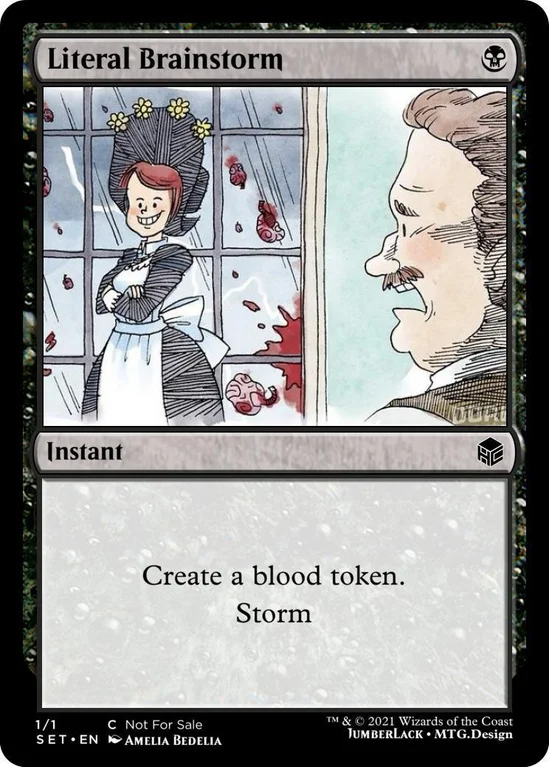 Literal Brainstorm
Instant
Create a blood token.
Storm
1/1 C Not For Sale
SET • EN AMELIA BEDELIA
™ & © 2021 Wizards of the Coast
JUMBERLACK • MTG.DESIGN